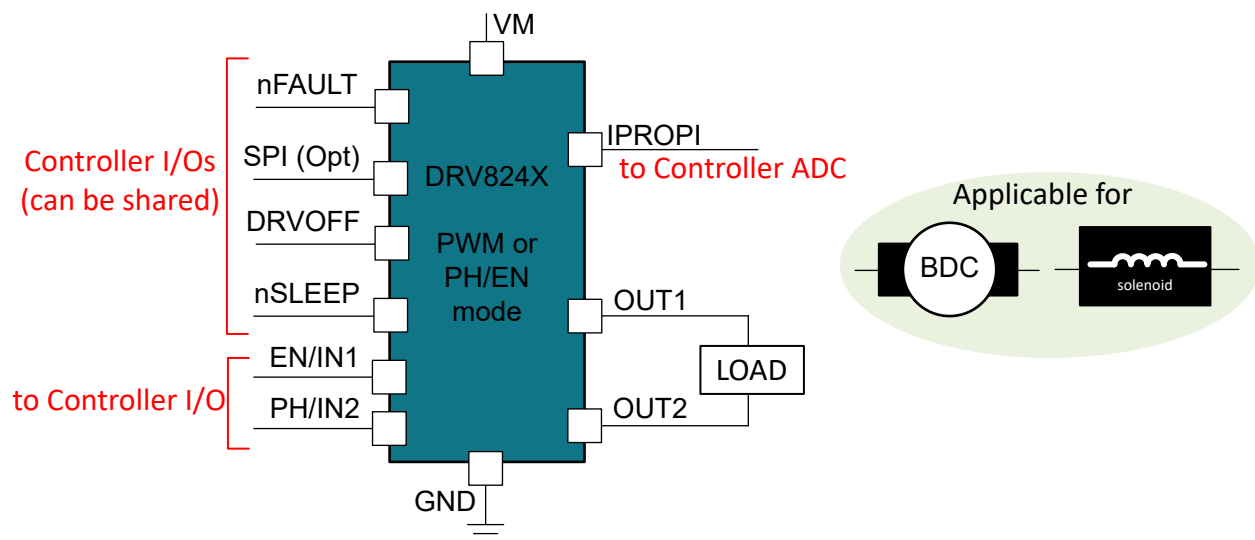 VM
nFAULT
SPI (Opt)
DRVOFF
nSLEEP
Controller I/Os
(can be shared)
EN/IN1
PH/IN2
to Controller I/O
DRV824X
PWM or
PH/EN
mode
IPROPI
to Controller ADC
OUT1
LOAD
OUT2
GND
Applicable for
BDC
solenoid